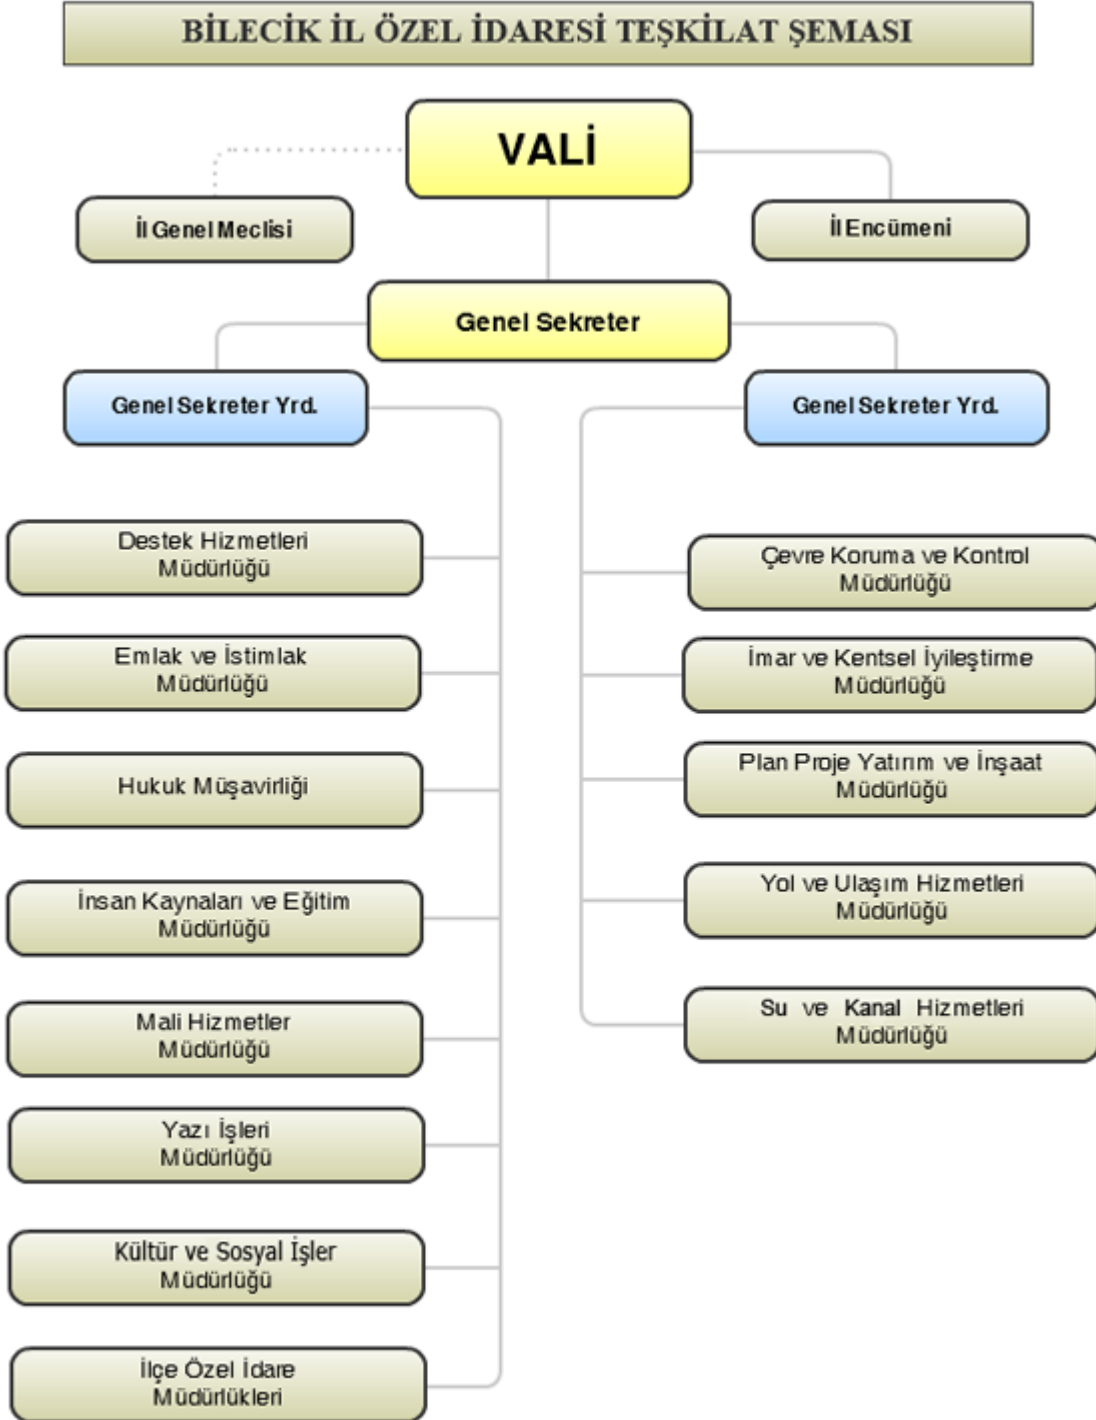 BİLECİK İL ÖZEL İDARESİ TEŞKİLAT ŞEMASI
VALİ
İl Genel Meclisi
İl Encümeni
Genel Sekreter
Genel Sekreter Yrd.
Genel Sekreter Yrd.
Destek Hizmetleri
Müdürlüğü
Emlak ve İstimlak
Müdürlüğü
Hukuk Müşavirliği
İnsan Kaynaları ve Eğitim
Müdürlüğü
Mali Hizmetler
Müdürlüğü
Yazı İşleri
Müdürlüğü
Kültür ve Sosyal İşler
Müdürlüğü
İlçe Özel İdare
Müdürlükleri
Çevre Koruma ve Kontrol
Müdürlüğü
İmar ve Kentsel İyileştirme
Müdürlüğü
Plan Proje Yatırım ve İnşaat
Müdürlüğü
Yol ve Ulaşım Hizmetleri
Müdürlüğü
Su ve Kanal Hizmetleri
Müdürlüğü